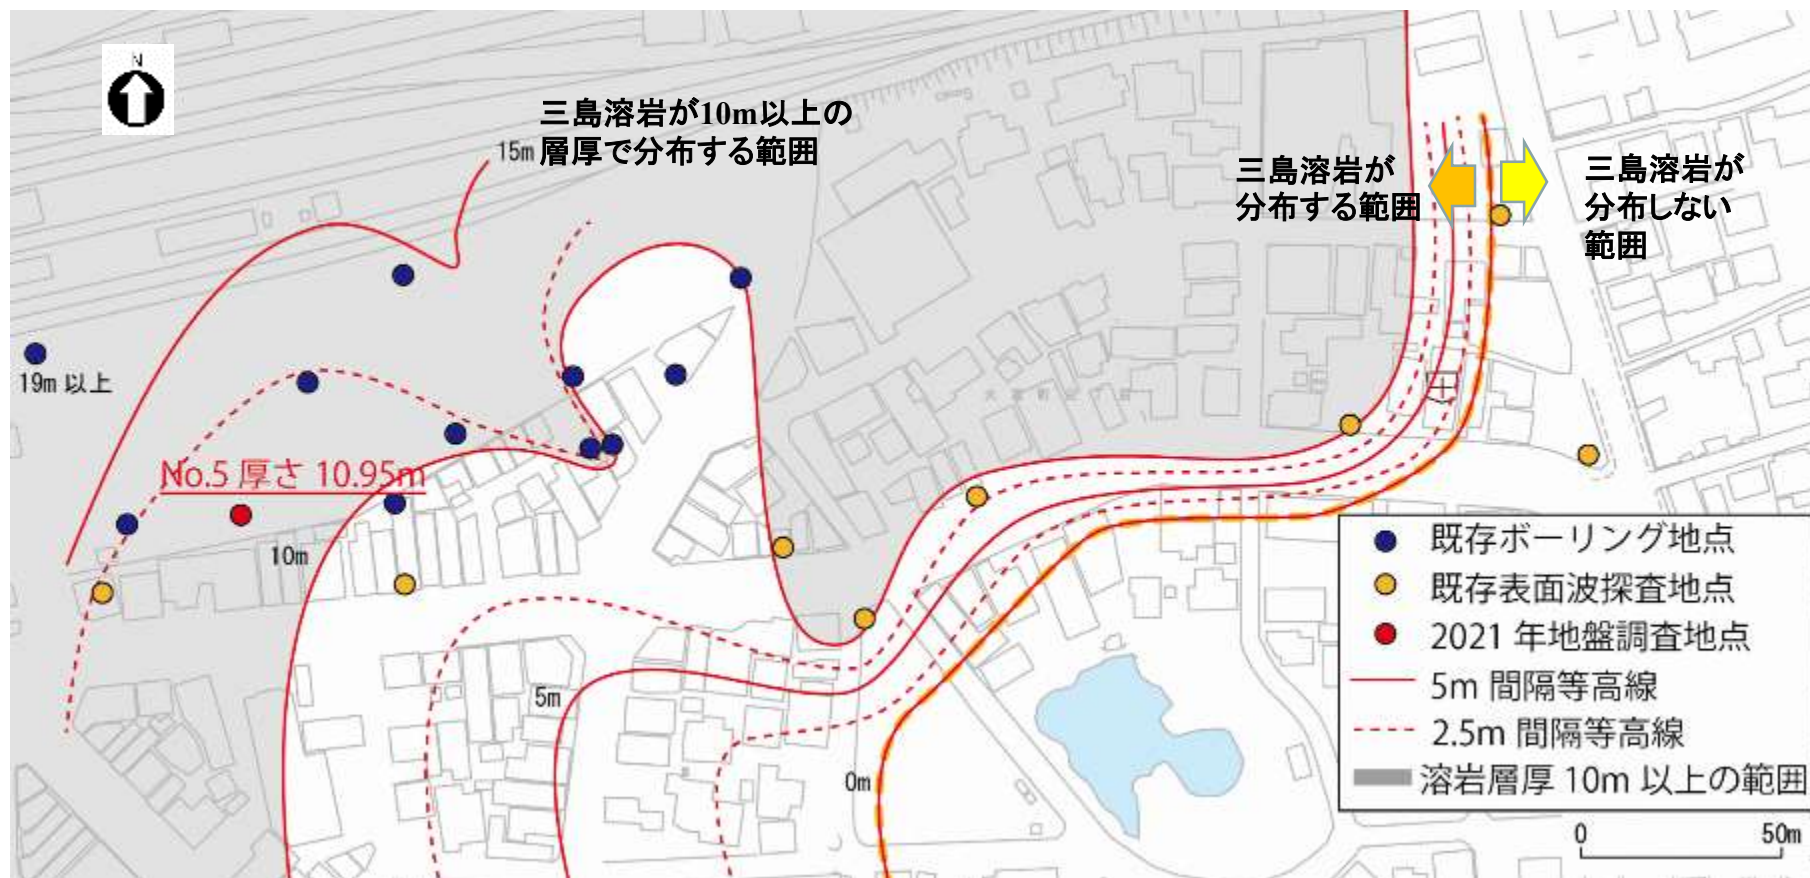 N
三島溶岩が10m以上の
層厚で分布する範囲
15m
三島溶岩が
分布する範囲
三島溶岩が
分布しない
範囲
19m 以上
No.5 厚さ 10.95m
10m
5m
0m
既存ボーリング地点
既存表面波探査地点
2021 年地盤調査地点
5m 間隔等高線
2.5m 間隔等高線
溶岩層厚 10m 以上の範囲
0
50m